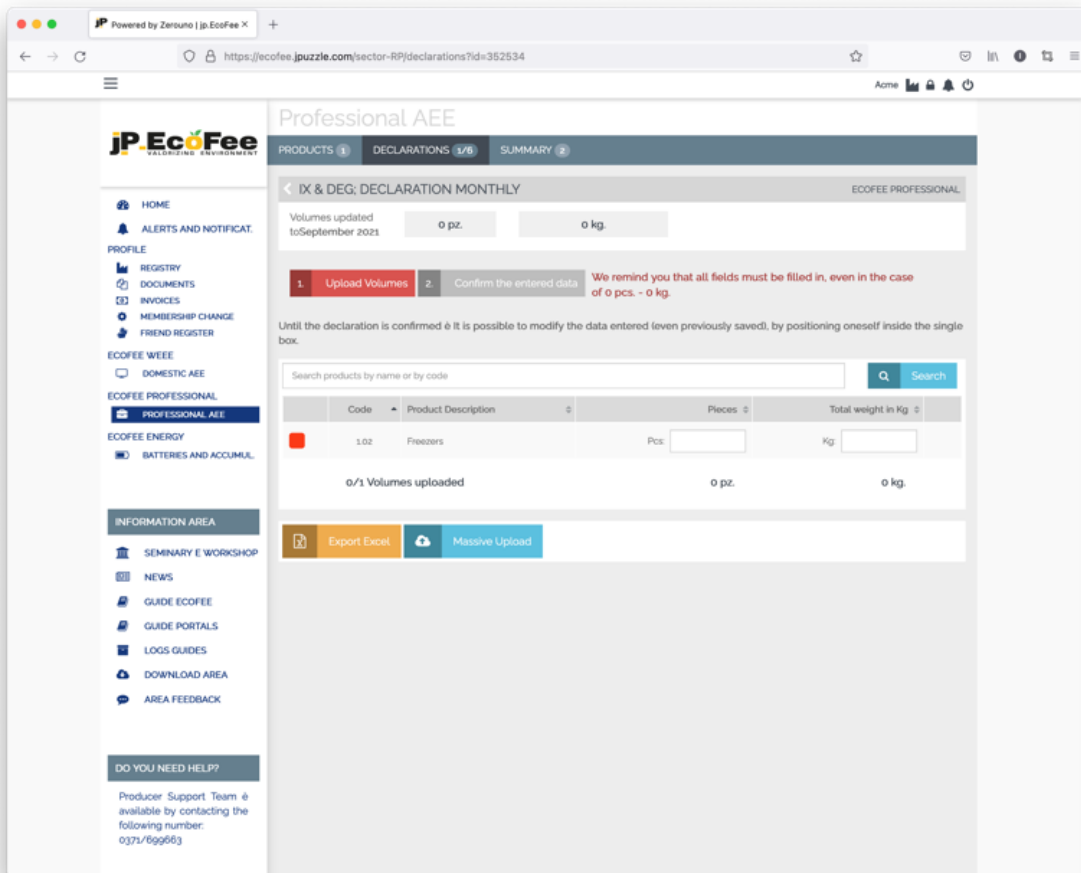 jP Powered by Zerouno | jp.EcoFee ×
https://ecofee.jpuzzle.com/sector-RP/declarations?id=352534
Acme
jP.EcoFee
VALORIZING ENVIRONMENT
HOME
ALERTS AND NOTIFICAT.
PROFILE
REGISTRY
DOCUMENTS
INVOICES
MEMBERSHIP CHANGE
FRIEND REGISTER
ECOFEE WEEE
DOMESTIC AEE
ECOFEE PROFESSIONAL
PROFESSIONAL AEE
ECOFEE ENERGY
BATTERIES AND ACCUMUL.
INFORMATION AREA
SEMINARY E WORKSHOP
NEWS
GUIDE ECOFEE
GUIDE PORTALS
LOGS GUIDES
DOWNLOAD AREA
AREA FEEDBACK
DO YOU NEED HELP?
Producer Support Team è
available by contacting the
following number:
0371/699663
Professional AEE
PRODUCTS 1 DECLARATIONS 1/6 SUMMARY 2
IX & DEG; DECLARATION MONTHLY ECOFEE PROFESSIONAL
Volumes updated
toSeptember 2021
0 pz. 0 kg.
1. Upload Volumes 2. Confirm the entered data
We remind you that all fields must be filled in, even in the case
of 0 pcs. - 0 kg.
Until the declaration is confirmed è It is possible to modify the data entered (even previously saved), by positioning oneself inside the single
box.
Search products by name or by code Search
Code Product Description Pieces Total weight in Kg
1.02 Freezers Pcs: Kg:
0/1 Volumes uploaded 0 pz. 0 kg.
Export Excel Massive Upload